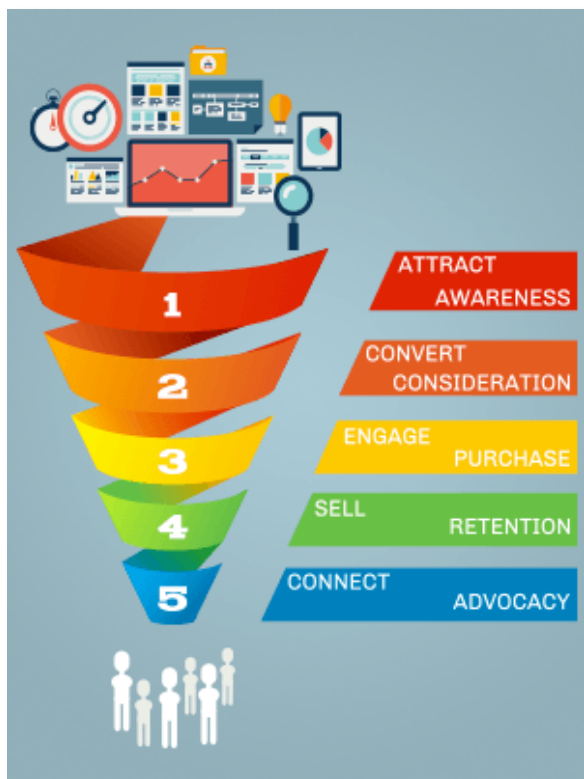 1
ATTRACT
AWARENESS
2
CONVERT
CONSIDERATION
3
ENGAGE
PURCHASE
4
SELL
RETENTION
5
CONNECT
ADVOCACY